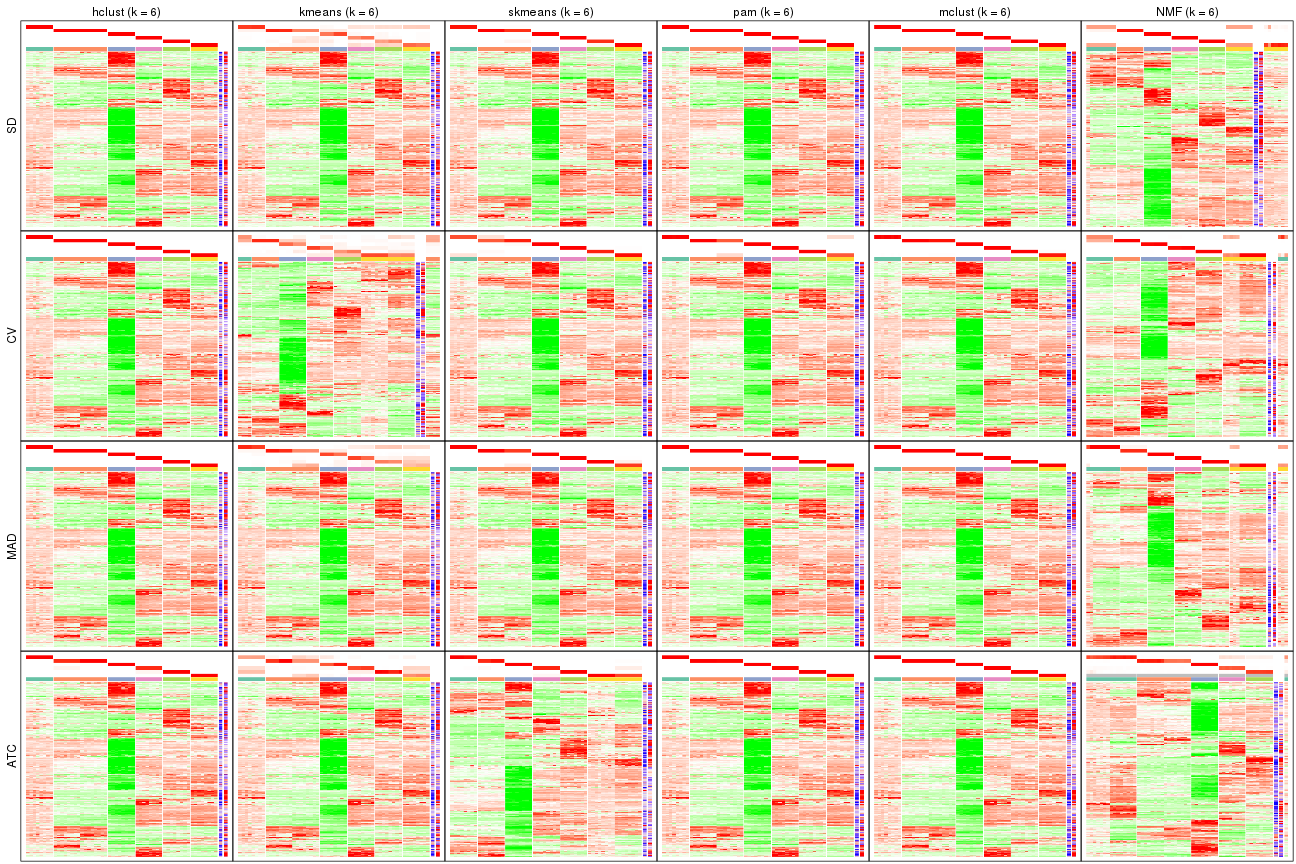 hclust (k = 6) kmeans (k = 6) skmeans (k = 6) pam (k = 6) mclust (k = 6) NMF (k = 6)
SD
CV
MAD
ATC